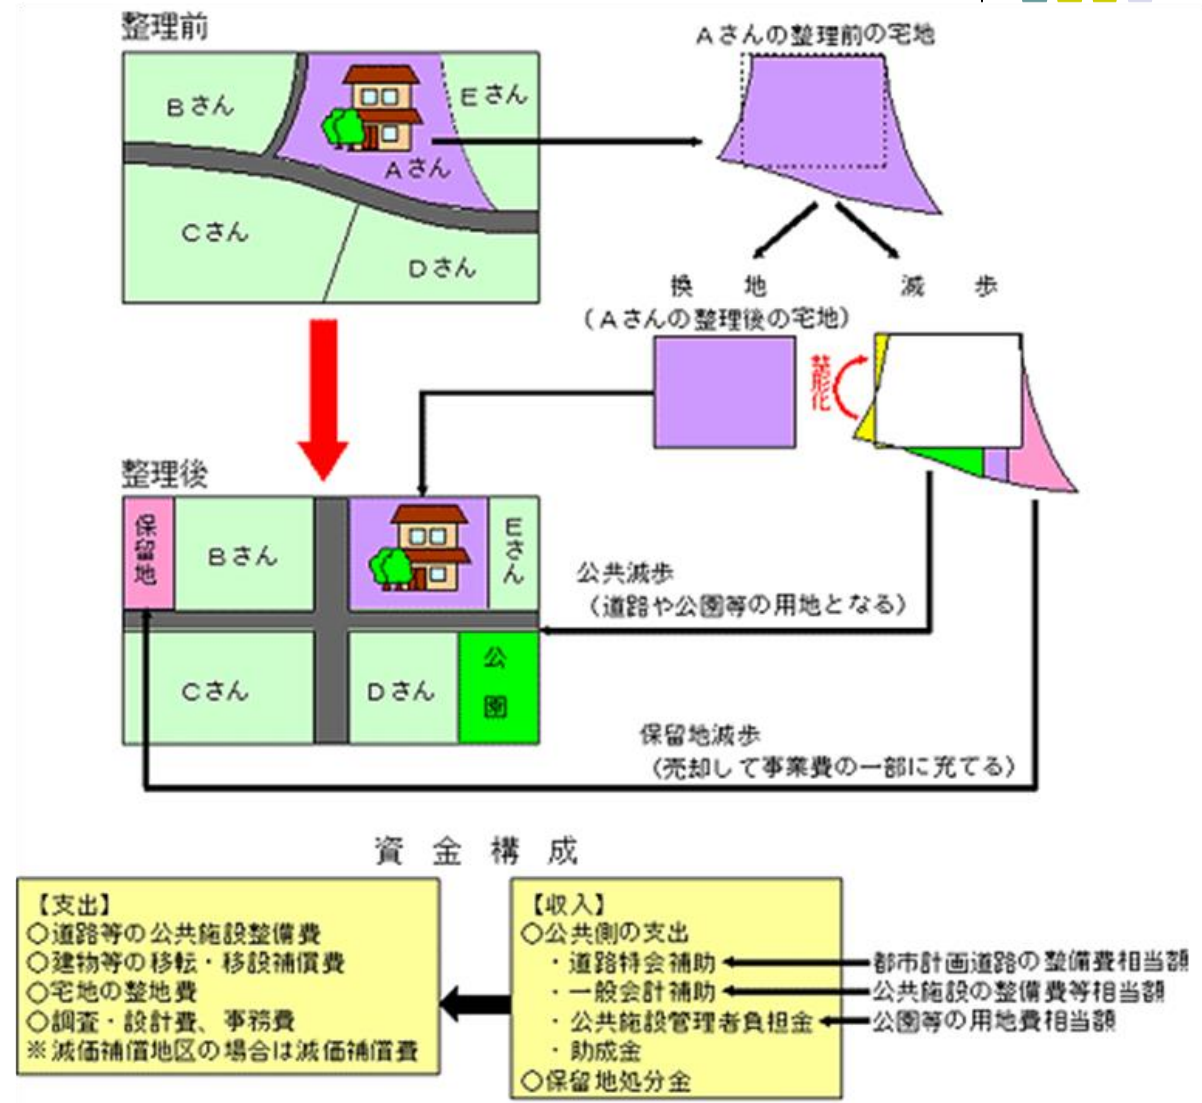 整理前
Aさんの整理前の宅地
Bさん
Eさん
Aさん
Cさん
Dさん
換地
減歩
(Aさんの整理後の宅地)
整形化
整理後
保留地
Bさん
Eさん
公共減歩
(道路や公園等の用地となる)
Cさん
Dさん
公園
保留地減歩
(売却して事業費の一部に充てる)
資金構成
【支出】
○道路等の公共施設整備費
○建物等の移転・移設補償費
○宅地の整地費
○調査・設計費、事務費
※減価補償地区の場合は減価補償費
【収入】
○公共側の支出
・道路特会補助
都市計画道路の整備費相当額
・一般会計補助
公共施設の整備費等相当額
・公共施設管理者負担金
公園等の用地費相当額
・助成金
○保留地処分金